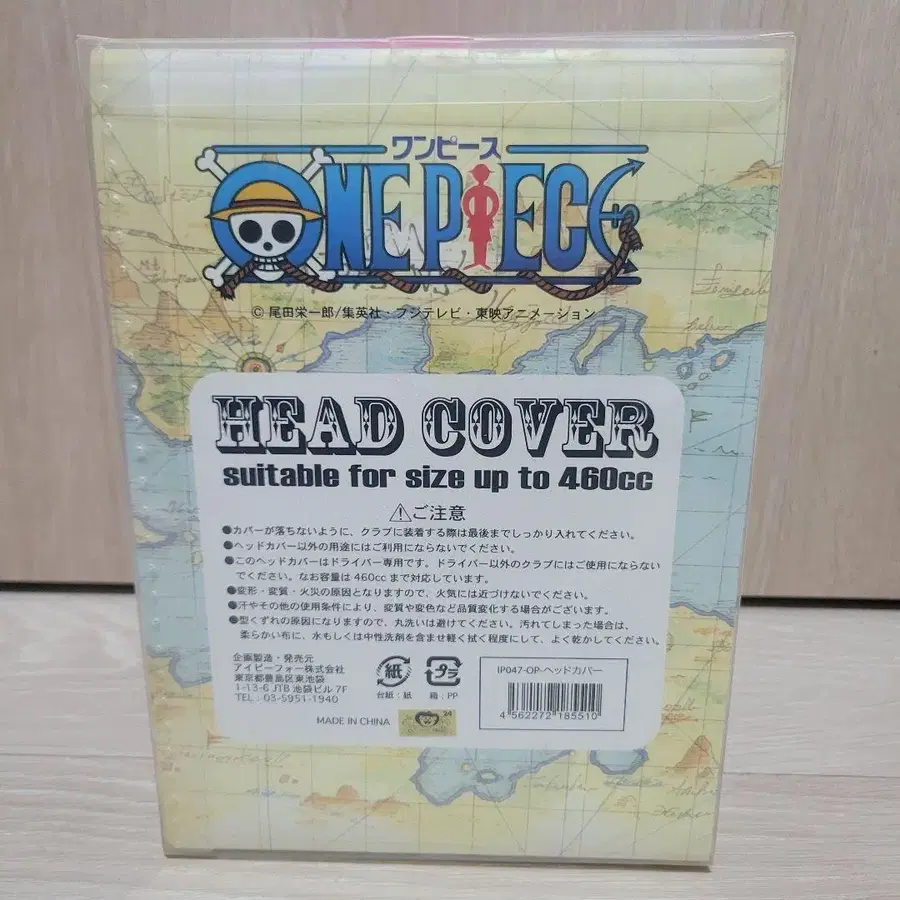 ワンピース
ONE PIECE
© 尾田栄一郎/集英社・フジテレビ・東映アニメーション
HEAD COVER
suitable for size up to 460cc
⚠ご注意
●カバーが落ちないように、クラブに装着する際は最後までしっかり入れてください。
●ヘッドカバー以外の用途にはご利用にならないでください。
●このヘッドカバーはドライバー専用です。ドライバー以外のクラブにはご使用にならない
でください。なお容量は 460cc まで対応しています。
●変形・変質・火災の原因となりますので、火気には近づけないでください。
●汗やその他の使用条件により、変質や変色など品質変化する場合がございます。
●型くずれの原因になりますので、丸洗いは避けてください。汚れてしまった場合は、
柔らかい布に、水もしくは中性洗剤を含ませ軽く拭く程度にして、よく乾かしてください。
企画製造・発売元
アイピーフォー株式会社
東京都豊島区東池袋
1-13-6 JTB 池袋ビル 7F
TEL : 03-5951-1940
紙
台紙：紙
プラ
箱：PP
MADE IN CHINA
24
IP047-OP-ヘッドカバー
4 562272 185510